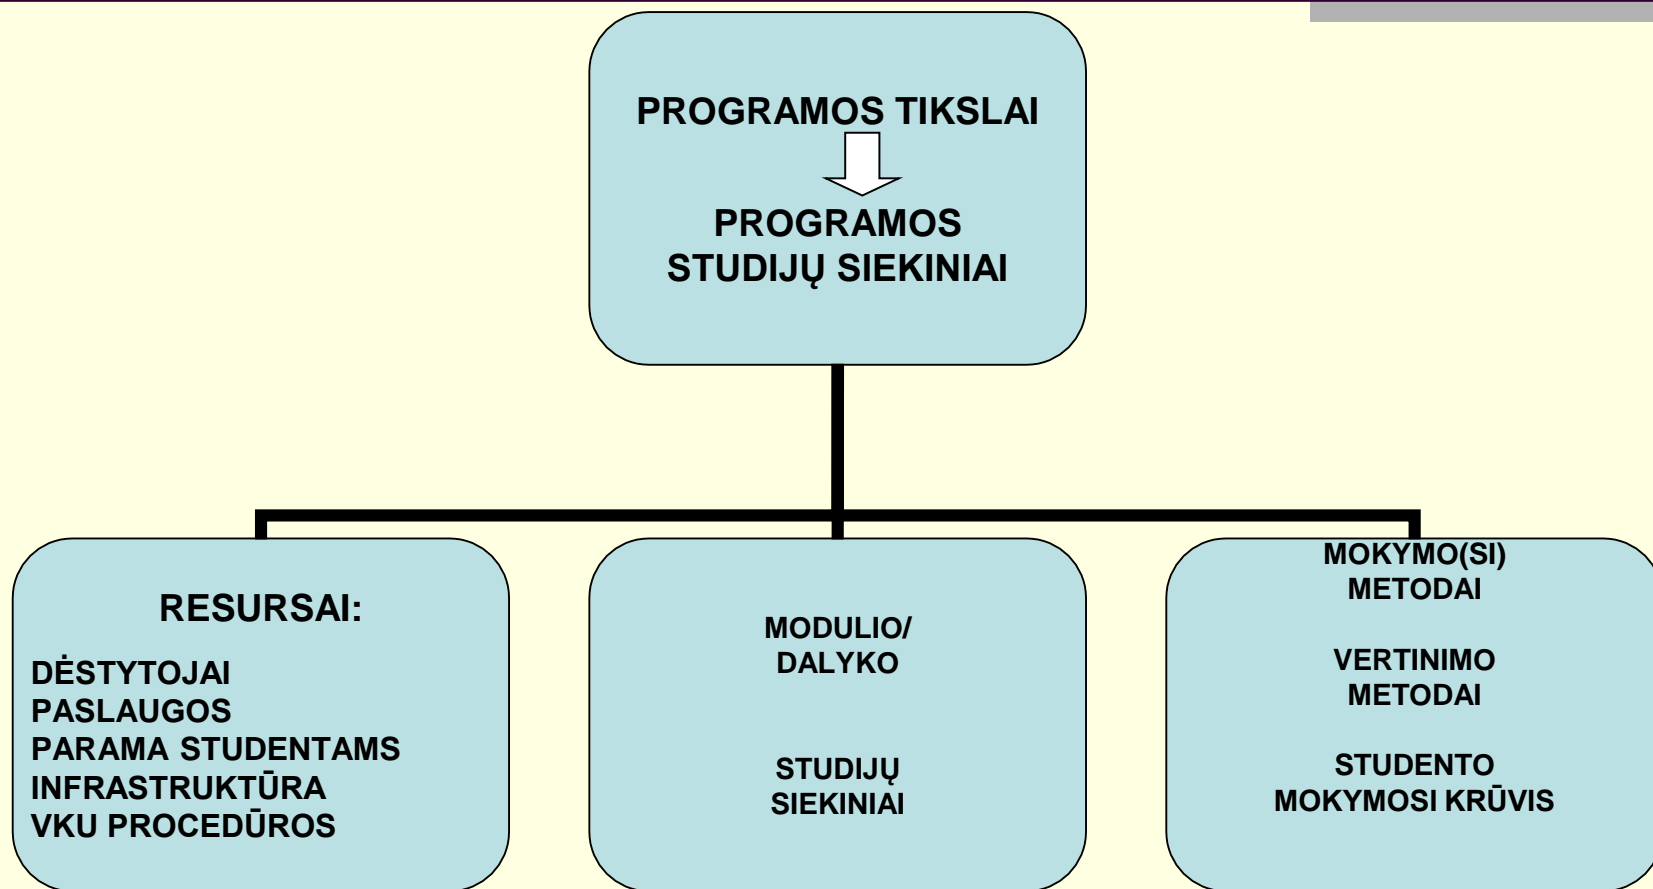 PROGRAMOS TIKSLAI
PROGRAMOS
STUDIJŲ SIEKINIAI
RESURSAI:
DĖSTYTOJAI
PASLAUGOS
PARAMA STUDENTAMS
INFRASTRUKTŪRA
VKU PROCEDŪROS
MODULIO/
DALYKO
STUDIJŲ
SIEKINIAI
MOKYMO(SI)
METODAI
VERTINIMO
METODAI
STUDENTO
MOKYMOSI KRŪVIS